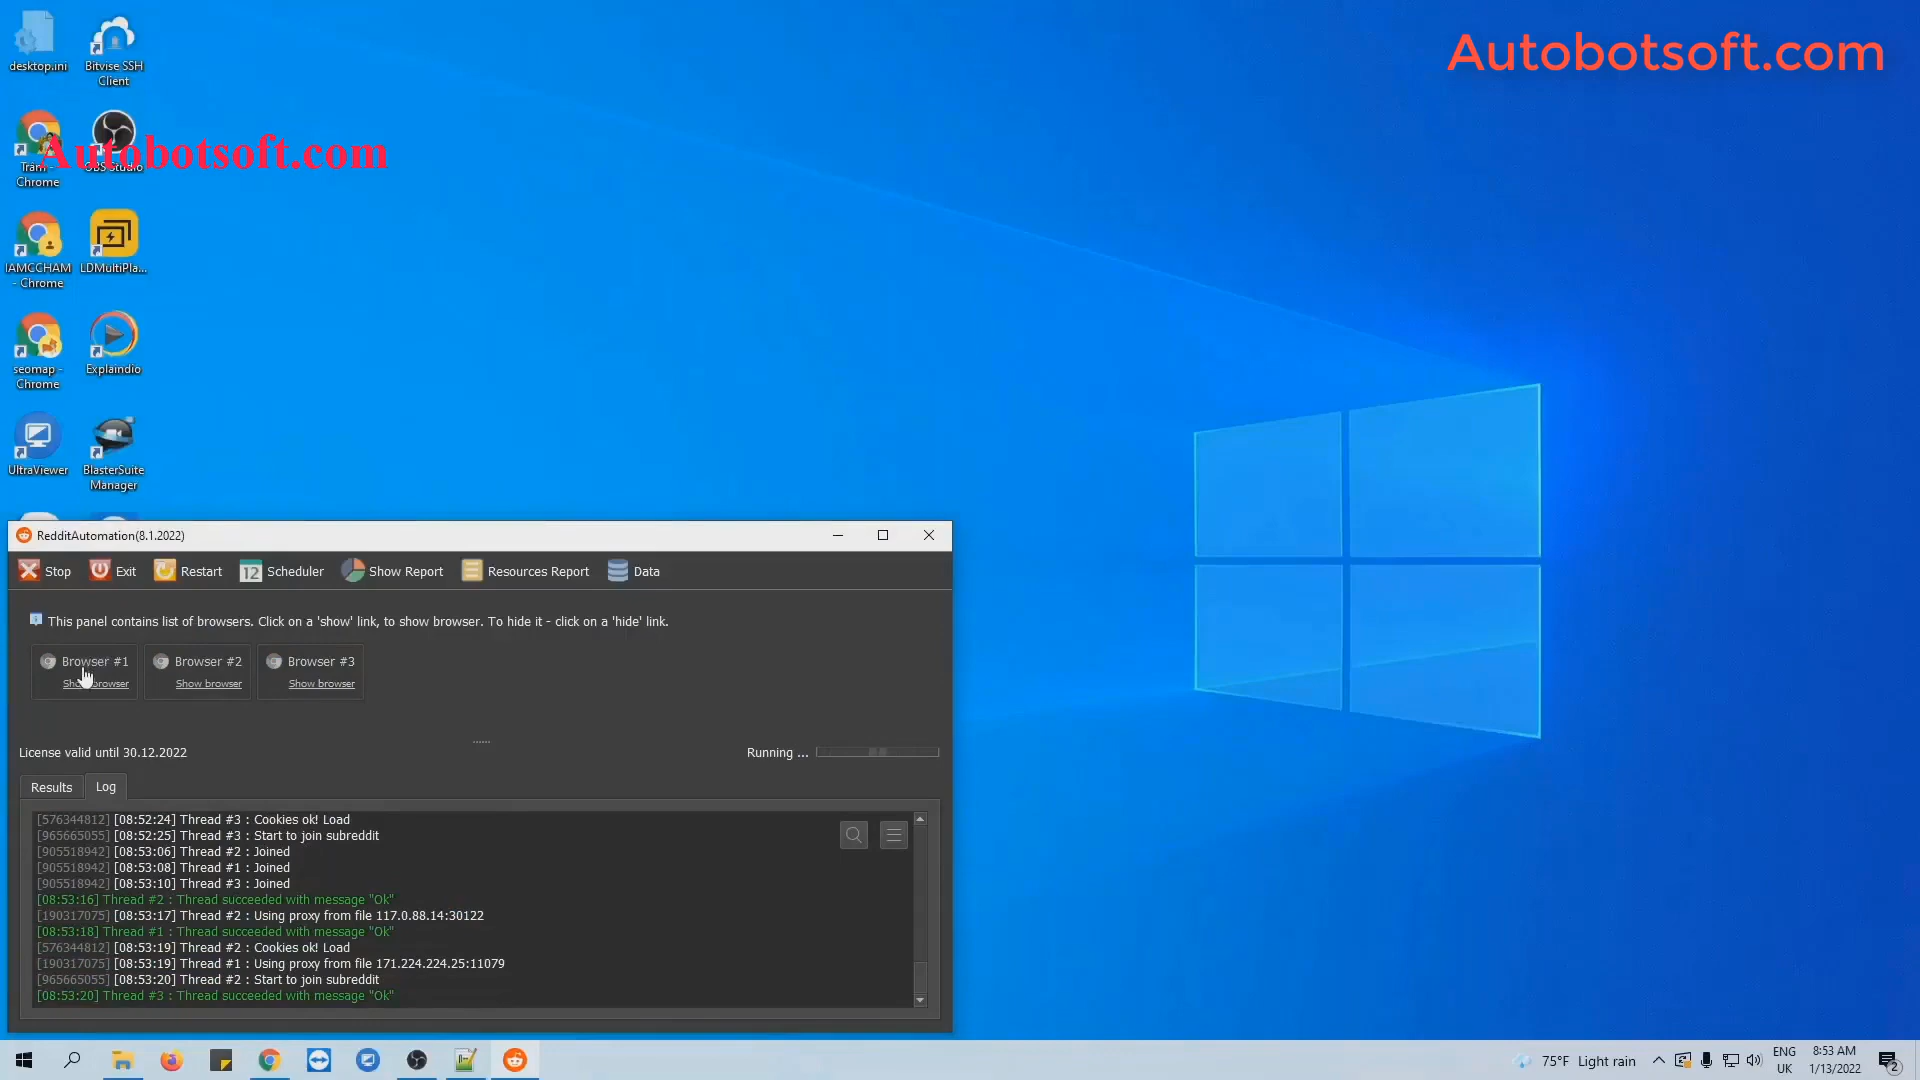 Autobotsoft.com
desktop.ini
Bitvise SSH
Client
Autobotsoft.com
Chrome
OBS Studio
IAMCCHAM
- Chrome
LDMultiPla...
seomap -
Chrome
Explaindio
UltraViewer
BlasterSuite
Manager
RedditAutomation(8.1.2022)
Stop
Exit
Restart
12
Scheduler
Show Report
Resources Report
Data
This panel contains list of browsers. Click on a 'show' link, to show browser. To hide it - click on a 'hide' link.
Browser #1
Browser #2
Browser #3
Show browser
Show browser
Show browser
License valid until 30.12.2022
Running ...
Results
Log
[576344812] [08:52:24] Thread #3 : Cookies ok! Load
[965665055] [08:52:25] Thread #3 : Start to join subreddit
[905518942] [08:53:06] Thread #2 : Joined
[905518942] [08:53:08] Thread #1 : Joined
[905518942] [08:53:10] Thread #3 : Joined
[08:53:16] Thread #2 : Thread succeeded with message "Ok"
[190317075] [08:53:17] Thread #2 : Using proxy from file 117.0.88.14:30122
[08:53:18] Thread #1 : Thread succeeded with message "Ok"
[576344812] [08:53:19] Thread #2 : Cookies ok! Load
[190317075] [08:53:19] Thread #1 : Using proxy from file 171.224.224.25:11079
[965665055] [08:53:20] Thread #2 : Start to join subreddit
[08:53:20] Thread #3 : Thread succeeded with message "Ok"
75°F Light rain
ENG
UK
8:53 AM
1/13/2022
2